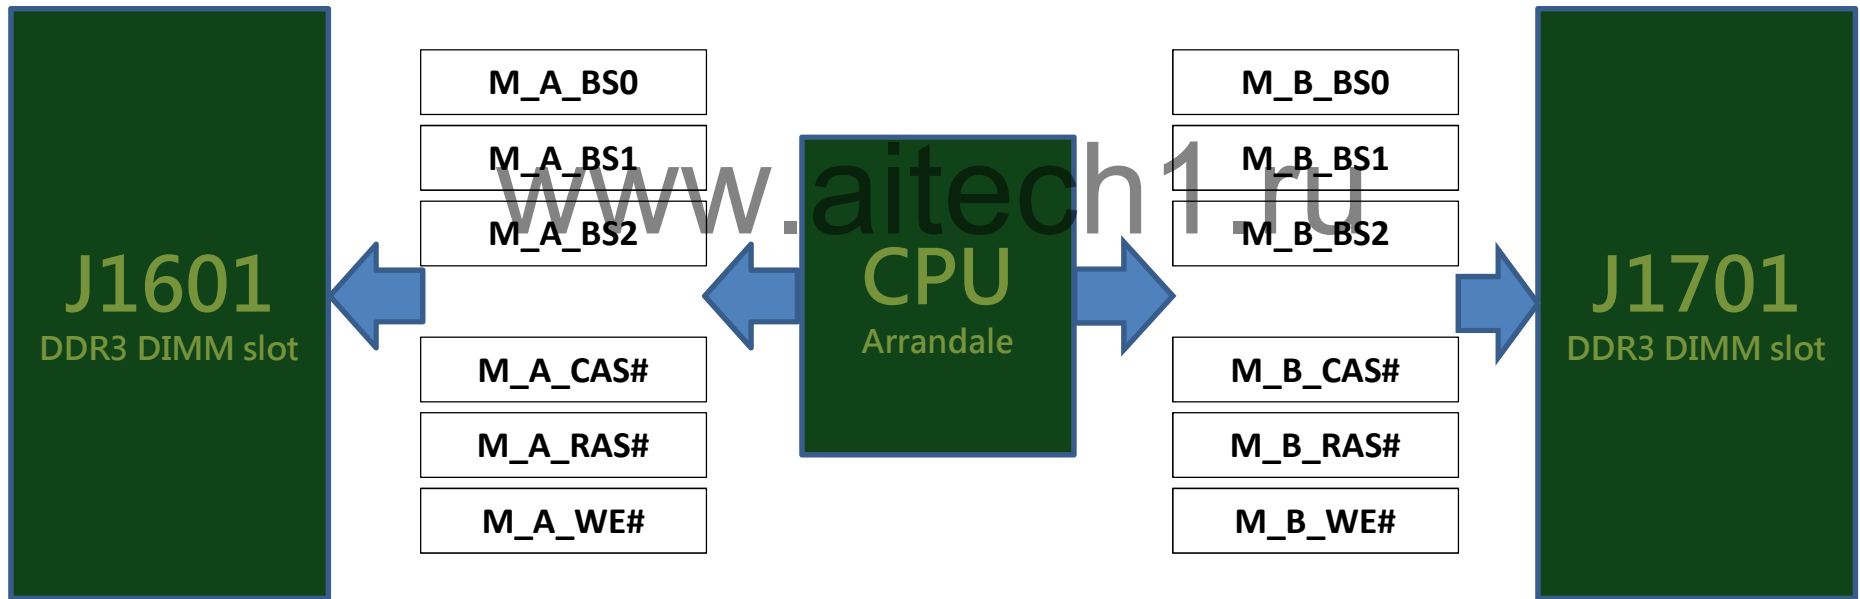 J1601
DDR3 DIMM slot
M_A_BS0
M_A_BS1
M_A_BS2
M_A_CAS#
M_A_RAS#
M_A_WE#
CPU
Arrandale
M_B_BS0
M_B_BS1
M_B_BS2
M_B_CAS#
M_B_RAS#
M_B_WE#
J1701
DDR3 DIMM slot
www.aitech1.ru